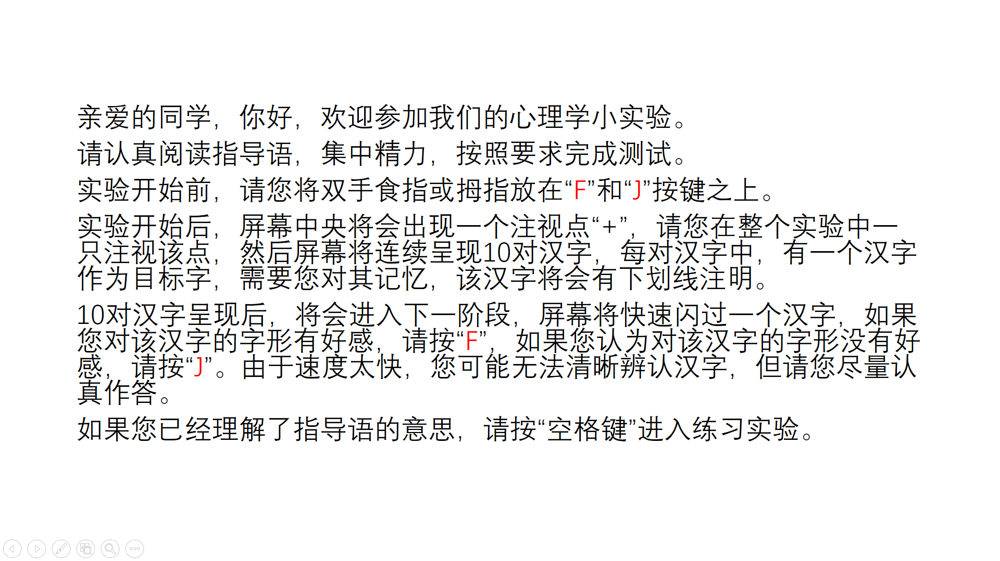 亲爱的同学，你好，欢迎参加我们的心理学小实验。
请认真阅读指导语，集中精力，按照要求完成测试。
实验开始前，请您将双手食指或拇指放在“F”和“J”按键之上。
实验开始后，屏幕中央将会出现一个注视点“+”，请您在整个实验中一
只注视该点，然后屏幕将连续呈现10对汉字，每对汉字中，有一个汉字
作为目标字，需要您对其记忆，该汉字将会有下划线注明。
10对汉字呈现后，将会进入下一阶段，屏幕将快速闪过一个汉字，如果
您对该汉字的字形有好感，请按“F”，如果您认为对该汉字的字形没有好
感，请按“J”。由于速度太快，您可能无法清晰辨认汉字，但请您尽量认
真作答。
如果您已经理解了指导语的意思，请按“空格键”进入练习实验。